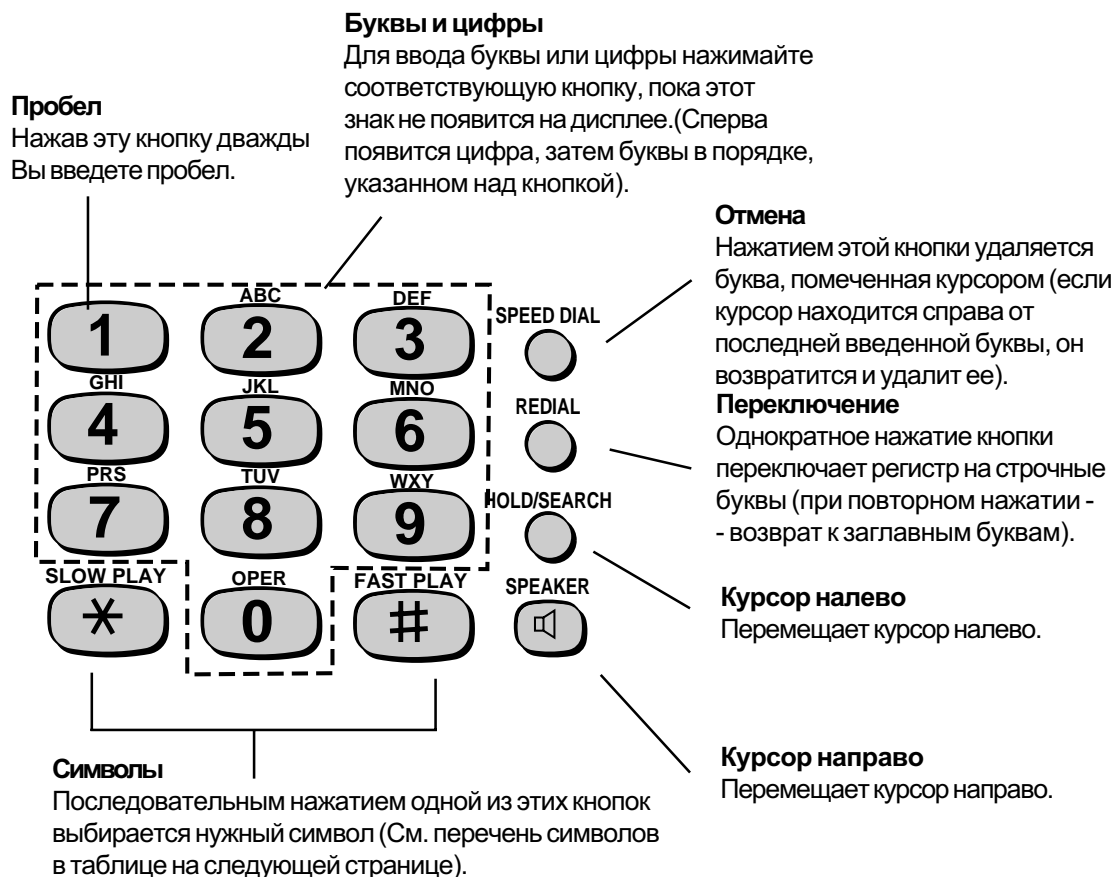 Буквы и цифры
Для ввода буквы или цифры нажимайте
соответствующую кнопку, пока этот
знак не появится на дисплее.(Сперва
появится цифра, затем буквы в порядке,
указанном над кнопкой).
Пробел
Нажав эту кнопку дважды
Вы введете пробел.
Отмена
Нажатием этой кнопки удаляется
буква, помеченная курсором (если
курсор находится справа от
последней введенной буквы, он
возвратится и удалит ее).
Переключение
Однократное нажатие кнопки
переключает регистр на строчные
буквы (при повторном нажатии -
- возврат к заглавным буквам).
Курсор налево
Перемещает курсор налево.
Курсор направо
Перемещает курсор направо.
ABC DEF
1 2 3 SPEED DIAL
GHI JKL MNO
4 5 6 REDIAL
PRS TUV WXY
7 8 9 HOLD/SEARCH
SLOW PLAY OPER FAST PLAY SPEAKER
* 0 #
Символы
Последовательным нажатием одной из этих кнопок
выбирается нужный символ (См. перечень символов
в таблице на следующей странице).